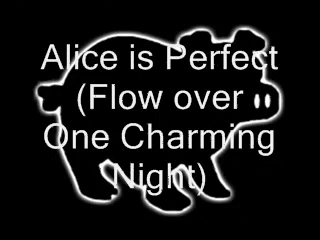 Alice is Perfect
(Flow over
One Charming
Night)